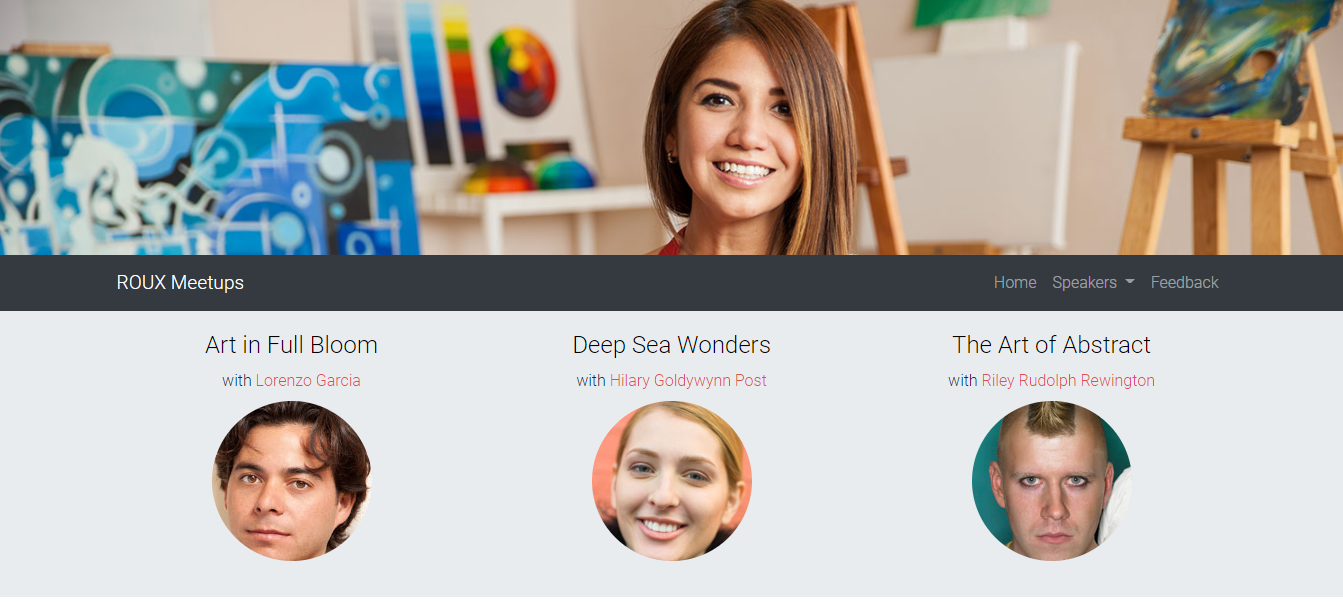 ROUX Meetups
Home Speakers Feedback
Art in Full Bloom
with Lorenzo Garcia
Deep Sea Wonders
with Hilary Goldywynn Post
The Art of Abstract
with Riley Rudolph Rewington